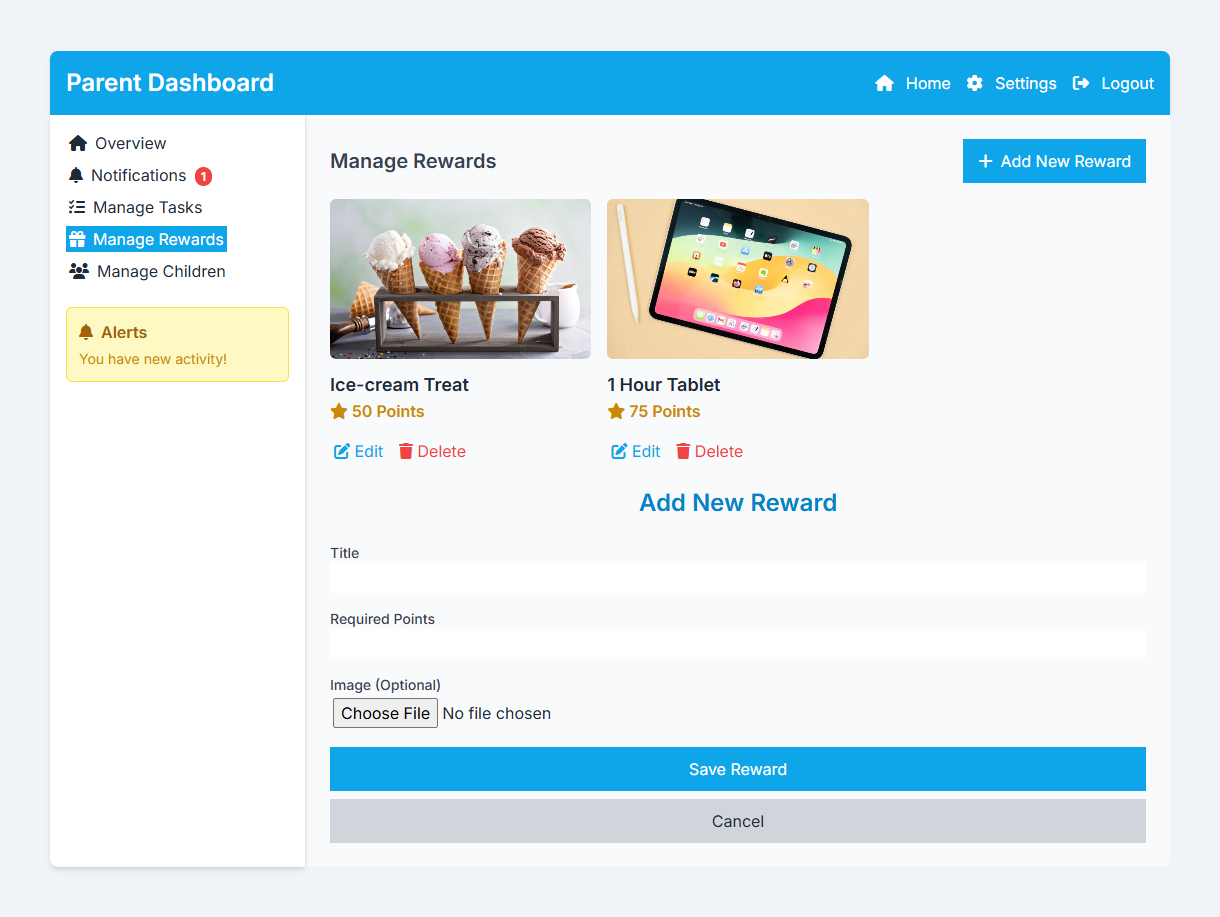 Parent Dashboard
Home Settings Logout
Overview
Notifications 1
Manage Tasks
Manage Rewards
Manage Children
Alerts
You have new activity!
Manage Rewards
+ Add New Reward
Ice-cream Treat
50 Points
Edit Delete
1 Hour Tablet
75 Points
Edit Delete
Add New Reward
Title
Required Points
Image (Optional)
Choose File No file chosen
Save Reward
Cancel